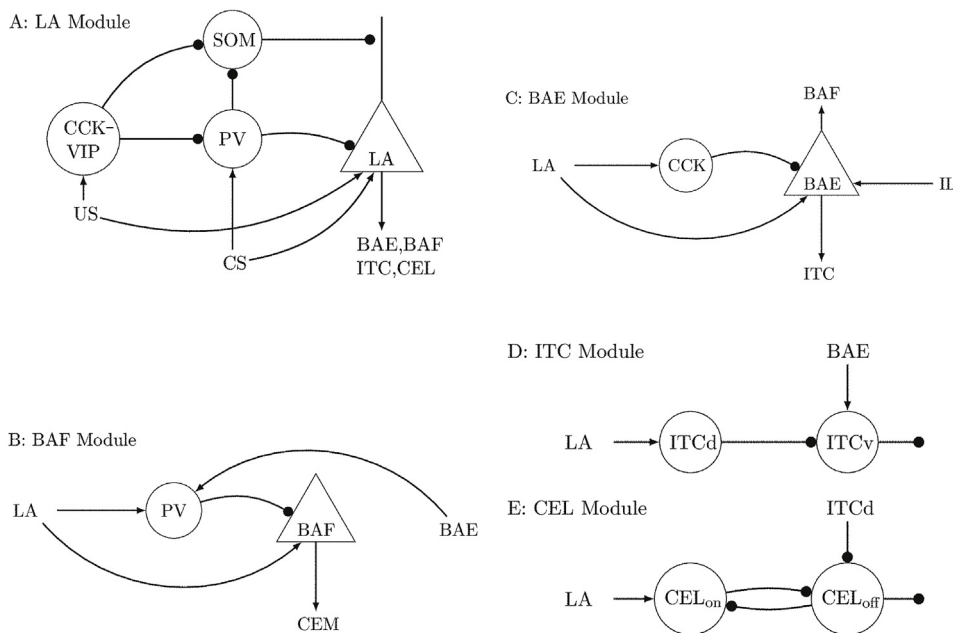 A: LA Module
SOM
CCK-
VIP
PV
LA
US
CS
BAE,BAF
ITC,CEL
B: BAF Module
LA
PV
BAF
BAE
CEM
C: BAE Module
BAF
LA
CCK
BAE
IL
ITC
D: ITC Module
BAE
LA
ITCd
ITCv
E: CEL Module
ITCd
LA
CELon
CELoff